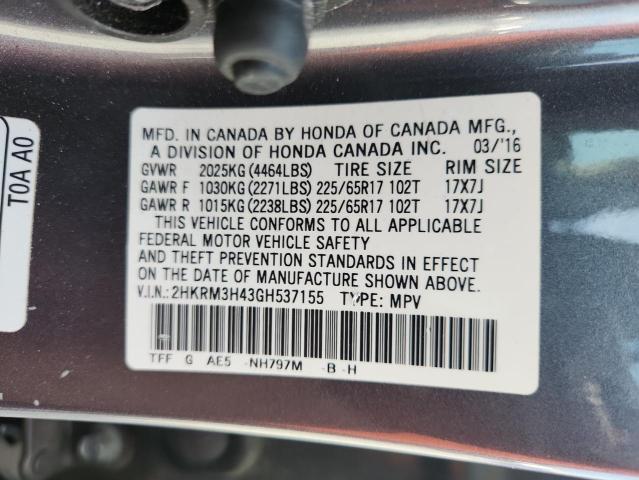 MFD. IN CANADA BY HONDA OF CANADA MFG.,
A DIVISION OF HONDA CANADA INC. 03/'16
GVWR 2025KG (4464LBS) TIRE SIZE RIM SIZE
GAWR F 1030KG (2271LBS) 225/65R17 102T 17X7J
GAWR R 1015KG (2238LBS) 225/65R17 102T 17X7J
THIS VEHICLE CONFORMS TO ALL APPLICABLE
FEDERAL MOTOR VEHICLE SAFETY
AND THEFT PREVENTION STANDARDS IN EFFECT
ON THE DATE OF MANUFACTURE SHOWN ABOVE.
V.I.N.: 2HKRM3H43GH537155 TYPE: MPV
TFF G AE5 -NH797M -B -H
T0A A0